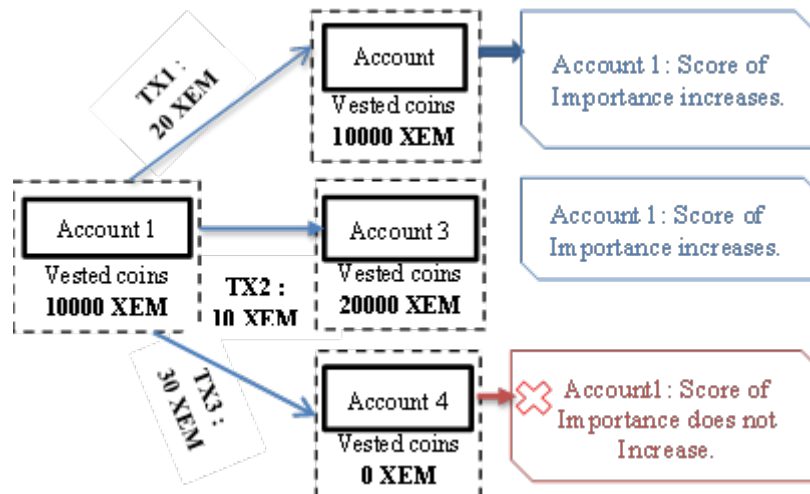 TX1 :
20 XEM
Account
Vested coins
10000 XEM
Account 1: Score of
Importance increases.
Account 1
Vested coins
10000 XEM
TX2 :
10 XEM
Account 3
Vested coins
20000 XEM
Account 1: Score of
Importance increases.
TX3 :
30 XEM
Account 4
Vested coins
0 XEM
Account1: Score of
Importance does not
Increase.